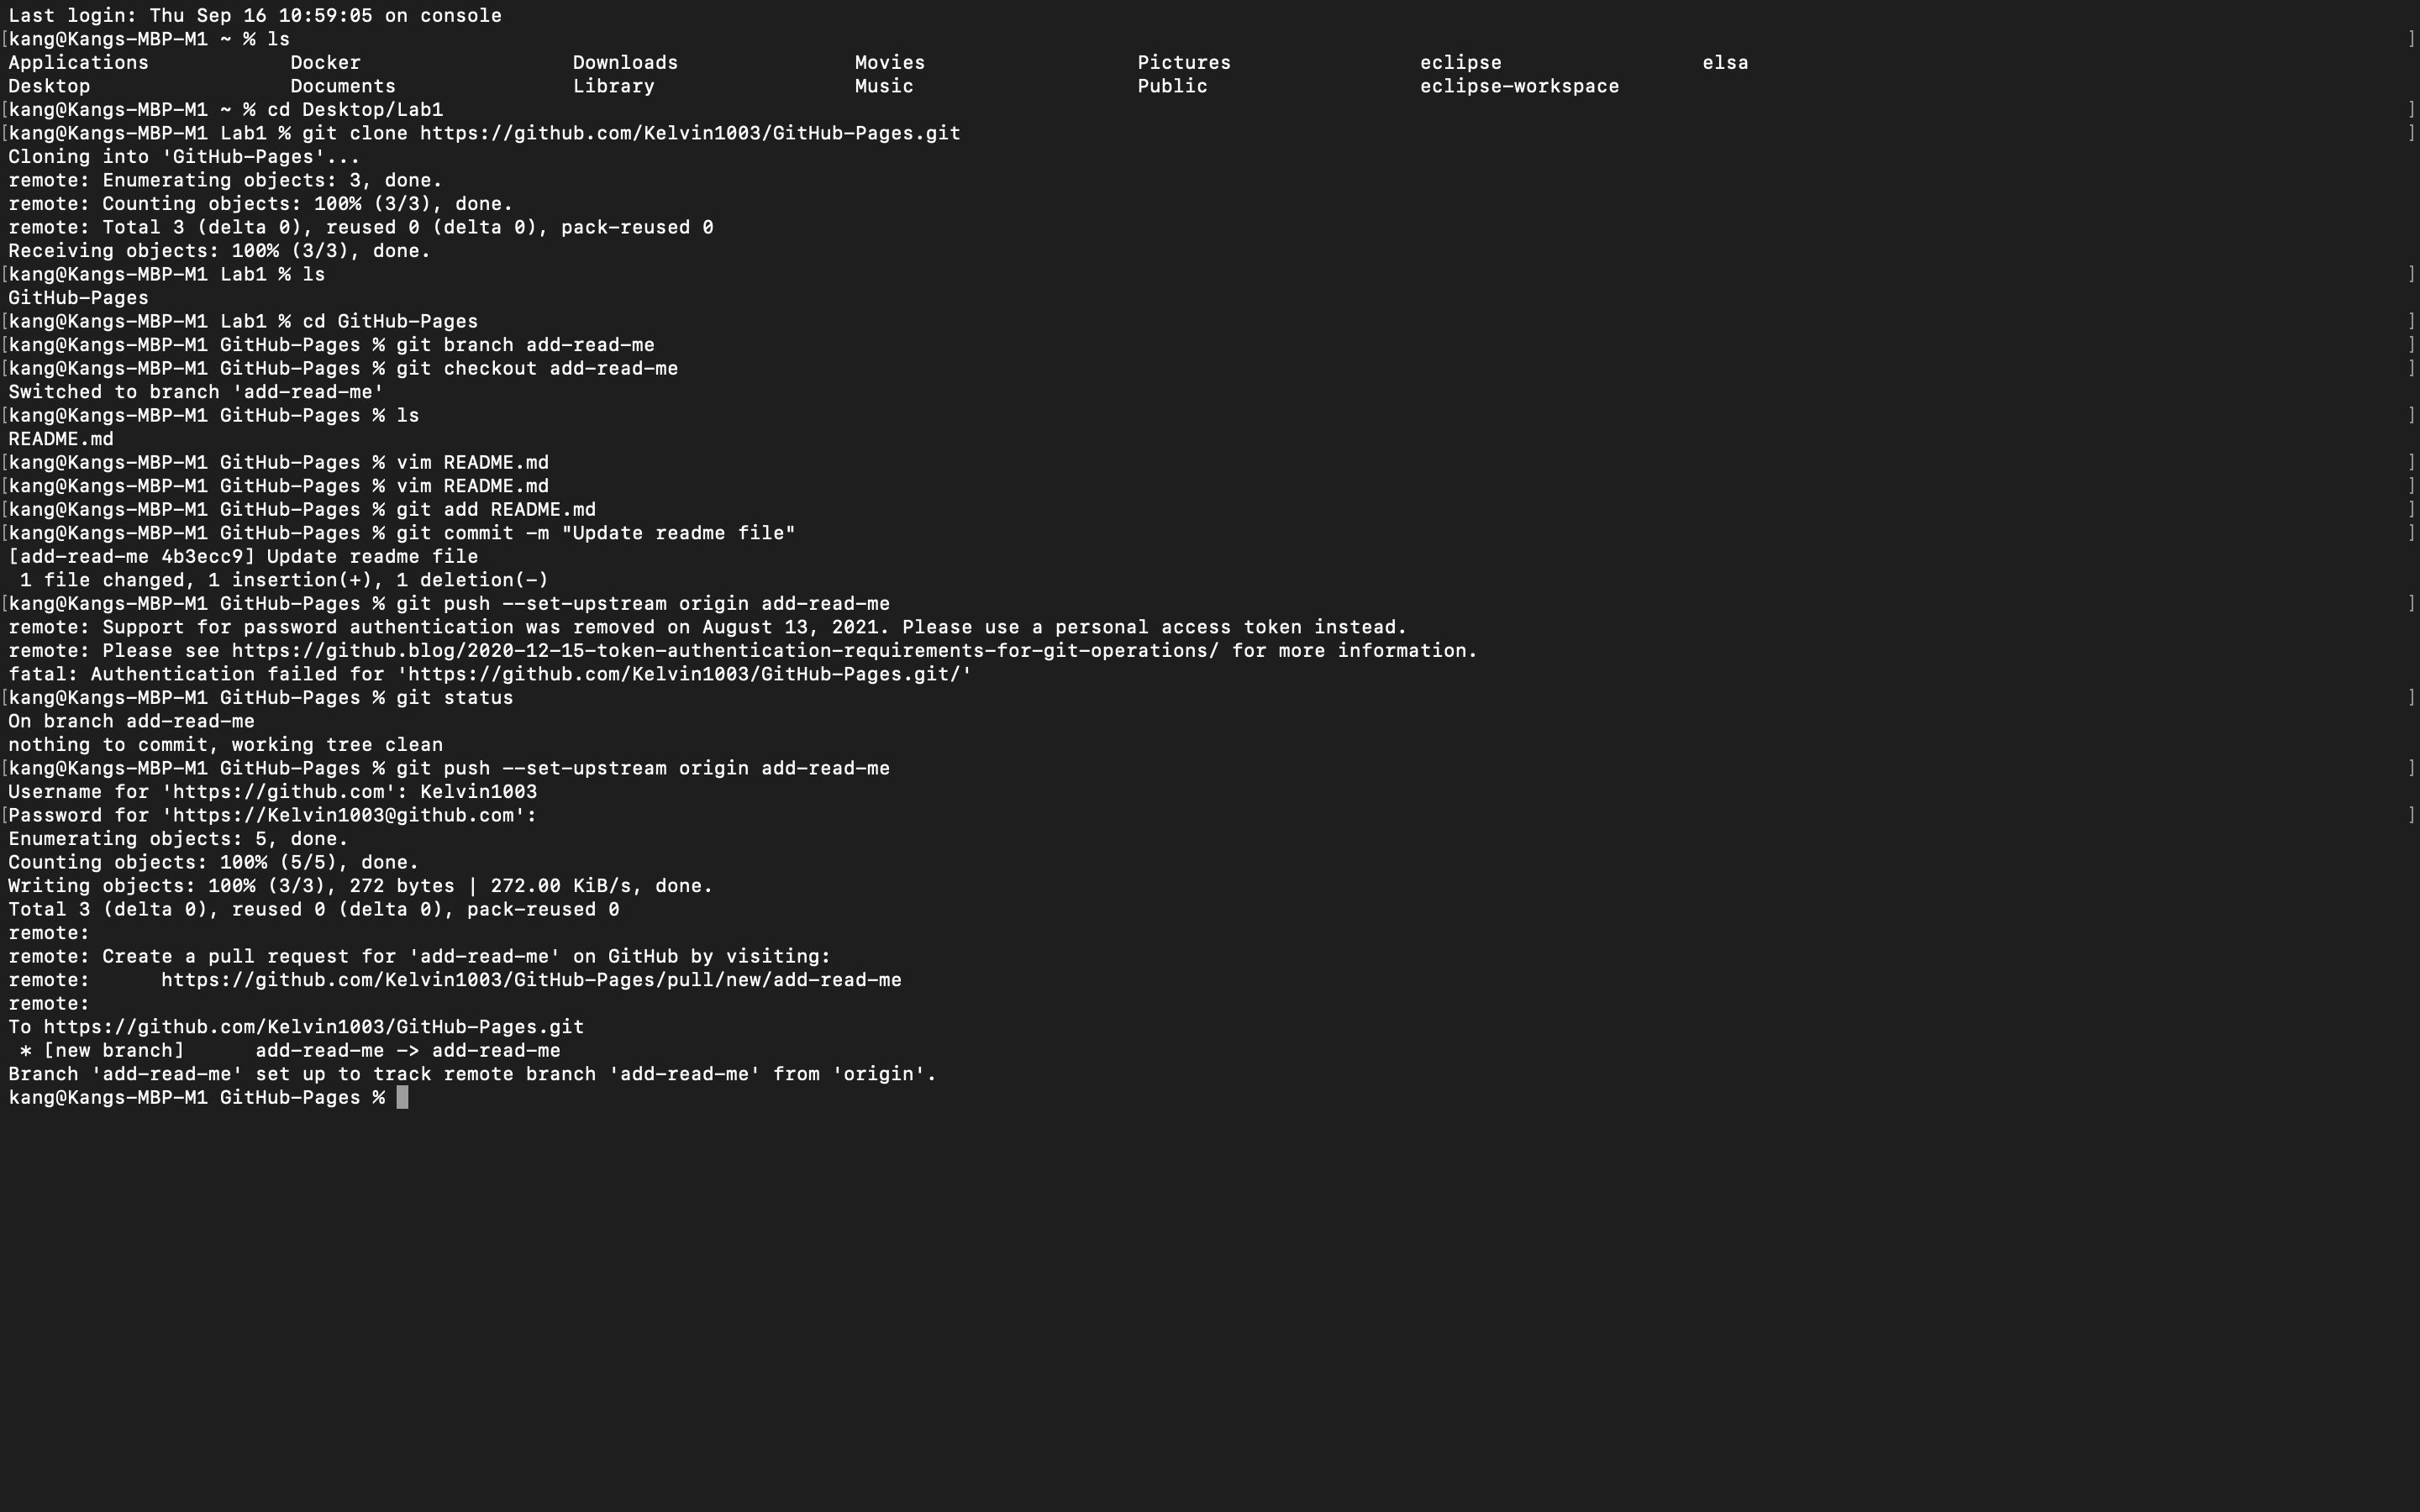 Last login: Thu Sep 16 10:59:05 on console
[kang@Kangs-MBP-M1 ~ % ls ]
Applications Docker Downloads Movies Pictures eclipse elsa
Desktop Documents Library Music Public eclipse-workspace
[kang@Kangs-MBP-M1 ~ % cd Desktop/Lab1 ]
[kang@Kangs-MBP-M1 Lab1 % git clone https://github.com/Kelvin1003/GitHub-Pages.git ]
Cloning into 'GitHub-Pages'...
remote: Enumerating objects: 3, done.
remote: Counting objects: 100% (3/3), done.
remote: Total 3 (delta 0), reused 0 (delta 0), pack-reused 0
Receiving objects: 100% (3/3), done.
[kang@Kangs-MBP-M1 Lab1 % ls ]
GitHub-Pages
[kang@Kangs-MBP-M1 Lab1 % cd GitHub-Pages ]
[kang@Kangs-MBP-M1 GitHub-Pages % git branch add-read-me ]
[kang@Kangs-MBP-M1 GitHub-Pages % git checkout add-read-me ]
Switched to branch 'add-read-me'
[kang@Kangs-MBP-M1 GitHub-Pages % ls ]
README.md
[kang@Kangs-MBP-M1 GitHub-Pages % vim README.md ]
[kang@Kangs-MBP-M1 GitHub-Pages % vim README.md ]
[kang@Kangs-MBP-M1 GitHub-Pages % git add README.md ]
[kang@Kangs-MBP-M1 GitHub-Pages % git commit -m "Update readme file" ]
[add-read-me 4b3ecc9] Update readme file
 1 file changed, 1 insertion(+), 1 deletion(-)
[kang@Kangs-MBP-M1 GitHub-Pages % git push --set-upstream origin add-read-me ]
remote: Support for password authentication was removed on August 13, 2021. Please use a personal access token instead.
remote: Please see https://github.blog/2020-12-15-token-authentication-requirements-for-git-operations/ for more information.
fatal: Authentication failed for 'https://github.com/Kelvin1003/GitHub-Pages.git/'
[kang@Kangs-MBP-M1 GitHub-Pages % git status ]
On branch add-read-me
nothing to commit, working tree clean
[kang@Kangs-MBP-M1 GitHub-Pages % git push --set-upstream origin add-read-me ]
Username for 'https://github.com': Kelvin1003
[Password for 'https://Kelvin1003@github.com': ]
Enumerating objects: 5, done.
Counting objects: 100% (5/5), done.
Writing objects: 100% (3/3), 272 bytes | 272.00 KiB/s, done.
Total 3 (delta 0), reused 0 (delta 0), pack-reused 0
remote:
remote: Create a pull request for 'add-read-me' on GitHub by visiting:
remote:      https://github.com/Kelvin1003/GitHub-Pages/pull/new/add-read-me
remote:
To https://github.com/Kelvin1003/GitHub-Pages.git
 * [new branch]      add-read-me -> add-read-me
Branch 'add-read-me' set up to track remote branch 'add-read-me' from 'origin'.
kang@Kangs-MBP-M1 GitHub-Pages %